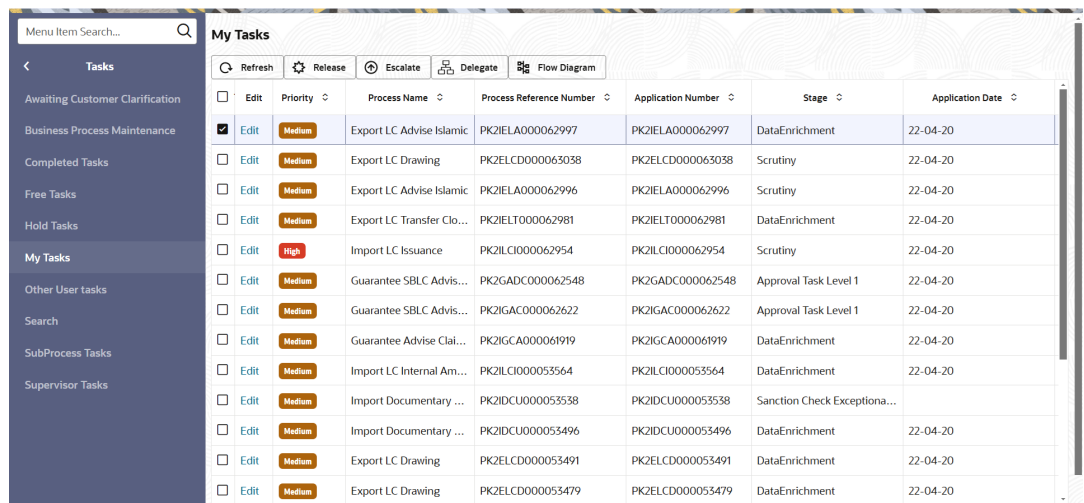 Menu Item Search...
Tasks
Awaiting Customer Clarification
Business Process Maintenance
Completed Tasks
Free Tasks
Hold Tasks
My Tasks
Other User tasks
Search
SubProcess Tasks
Supervisor Tasks
My Tasks
Refresh Release Escalate Delegate Flow Diagram
Edit Priority Process Name Process Reference Number Application Number Stage Application Date
Edit Medium Export LC Advise Islamic PK2IELA000062997 PK2IELA000062997 DataEnrichment 22-04-20
Edit Medium Export LC Drawing PK2ELCD000063038 PK2ELCD000063038 Scrutiny 22-04-20
Edit Medium Export LC Advise Islamic PK2IELA000062996 PK2IELA000062996 Scrutiny 22-04-20
Edit Medium Export LC Transfer Clo... PK2IELT000062981 PK2IELT000062981 DataEnrichment 22-04-20
Edit High Import LC Issuance PK2ILCI000062954 PK2ILCI000062954 Scrutiny 22-04-20
Edit Medium Guarantee SBLC Advis... PK2GADC000062548 PK2GADC000062548 Approval Task Level 1 22-04-20
Edit Medium Guarantee SBLC Advis... PK2IGAC000062622 PK2IGAC000062622 Approval Task Level 1 22-04-20
Edit Medium Guarantee Advise Clai... PK2IGCA000061919 PK2IGCA000061919 DataEnrichment 22-04-20
Edit Medium Import LC Internal Am... PK2ILCI000053564 PK2ILCI000053564 DataEnrichment 22-04-20
Edit Medium Import Documentary ... PK2IDCU000053538 PK2IDCU000053538 Sanction Check Exceptiona...
Edit Medium Import Documentary ... PK2IDCU000053496 PK2IDCU000053496 DataEnrichment 22-04-20
Edit Medium Export LC Drawing PK2ELCD000053491 PK2ELCD000053491 DataEnrichment 22-04-20
Edit Medium Export LC Drawing PK2ELCD000053479 PK2ELCD000053479 DataEnrichment 22-04-20